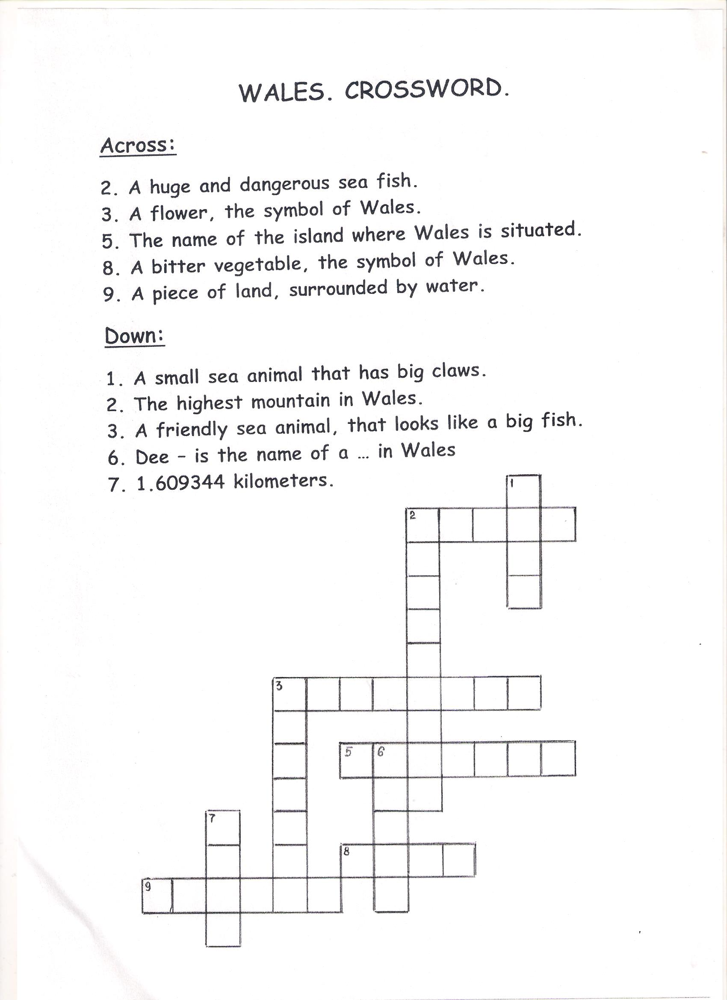 WALES. CROSSWORD.
Across:
2. A huge and dangerous sea fish.
3. A flower, the symbol of Wales.
5. The name of the island where Wales is situated.
8. A bitter vegetable, the symbol of Wales.
9. A piece of land, surrounded by water.
Down:
1. A small sea animal that has big claws.
2. The highest mountain in Wales.
3. A friendly sea animal, that looks like a big fish.
6. Dee - is the name of a ... in Wales
7. 1.609344 kilometers.
1
2
3
5 6
7
8
9